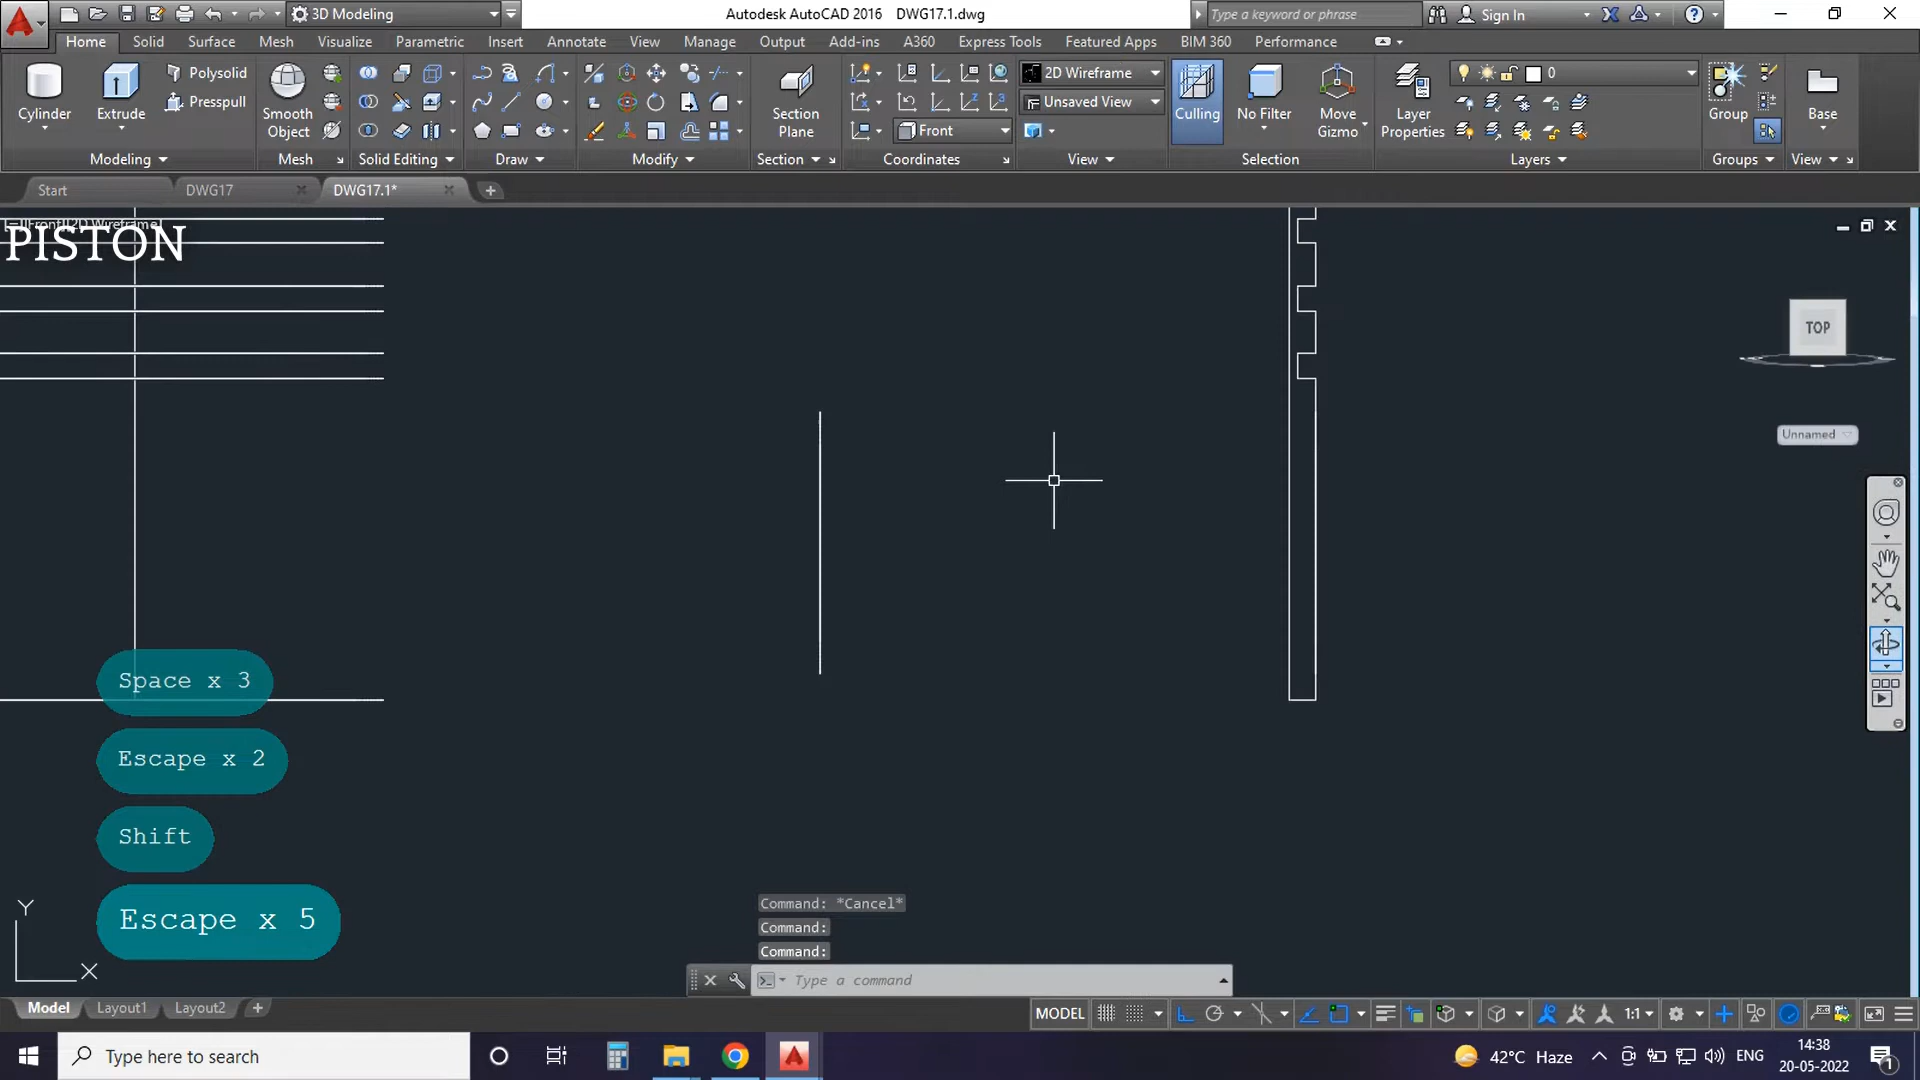 3D Modeling
Autodesk AutoCAD 2016 DWG17.1.dwg
Type a keyword or phrase
Sign In
Home Solid Surface Mesh Visualize Parametric Insert Annotate View Manage Output Add-ins A360 Express Tools Featured Apps BIM 360 Performance
Cylinder
Extrude
Polysolid
Presspull
Smooth
Object
Section
Plane
2D Wireframe
Unsaved View
Front
Culling
No Filter
Move
Gizmo
Layer
Properties
0
Group
Base
Modeling Mesh Solid Editing Draw Modify Section Coordinates View Selection Layers Groups View
Start DWG17 DWG17.1*
[−][Front][2D Wireframe]
PISTON
TOP
Unnamed
Space x 3
Escape x 2
Shift
Escape x 5
Y
X
Command: *Cancel*
Command:
Command:
Type a command
Model Layout1 Layout2
MODEL
1:1
Type here to search
42°C Haze
ENG
14:38
20-05-2022
1